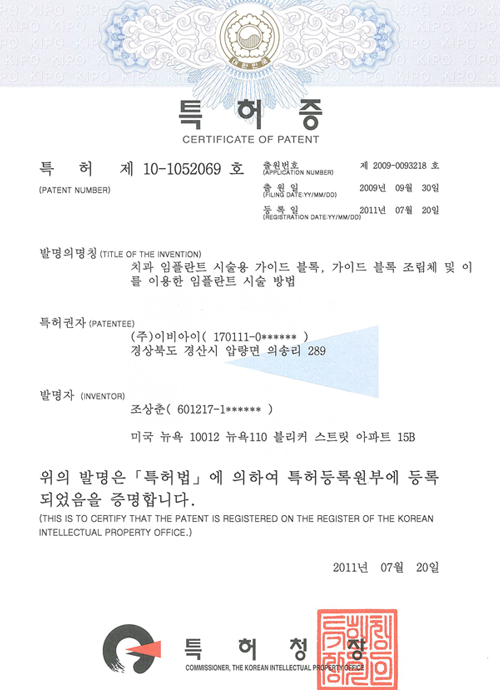 대한민국
특허증
CERTIFICATE OF PATENT
특 허 제 10-1052069 호
(PATENT NUMBER)
출원번호 제 2009-0093218 호
(APPLICATION NUMBER)
출원일 2009년 09월 30일
(FILING DATE:YY/MM/DD)
등록일 2011년 07월 20일
(REGISTRATION DATE:YY/MM/DD)
발명의명칭(TITLE OF THE INVENTION)
치과 임플란트 시술용 가이드 블록, 가이드 블록 조립체 및 이
를 이용한 임플란트 시술 방법
특허권자(PATENTEE)
(주)이비아이( 170111-0****** )
경상북도 경산시 압량면 의송리 289
발명자 (INVENTOR)
조상춘( 601217-1****** )
미국 뉴욕 10012 뉴욕110 블리커 스트릿 아파트 15B
위의 발명은「특허법」에 의하여 특허등록원부에 등록
되었음을 증명합니다.
(THIS IS TO CERTIFY THAT THE PATENT IS REGISTERED ON THE REGISTER OF THE KOREAN
INTELLECTUAL PROPERTY OFFICE.)
2011년 07월 20일
특허청장
COMMISSIONER, THE KOREAN INTELLECTUAL PROPERTY OFFICE